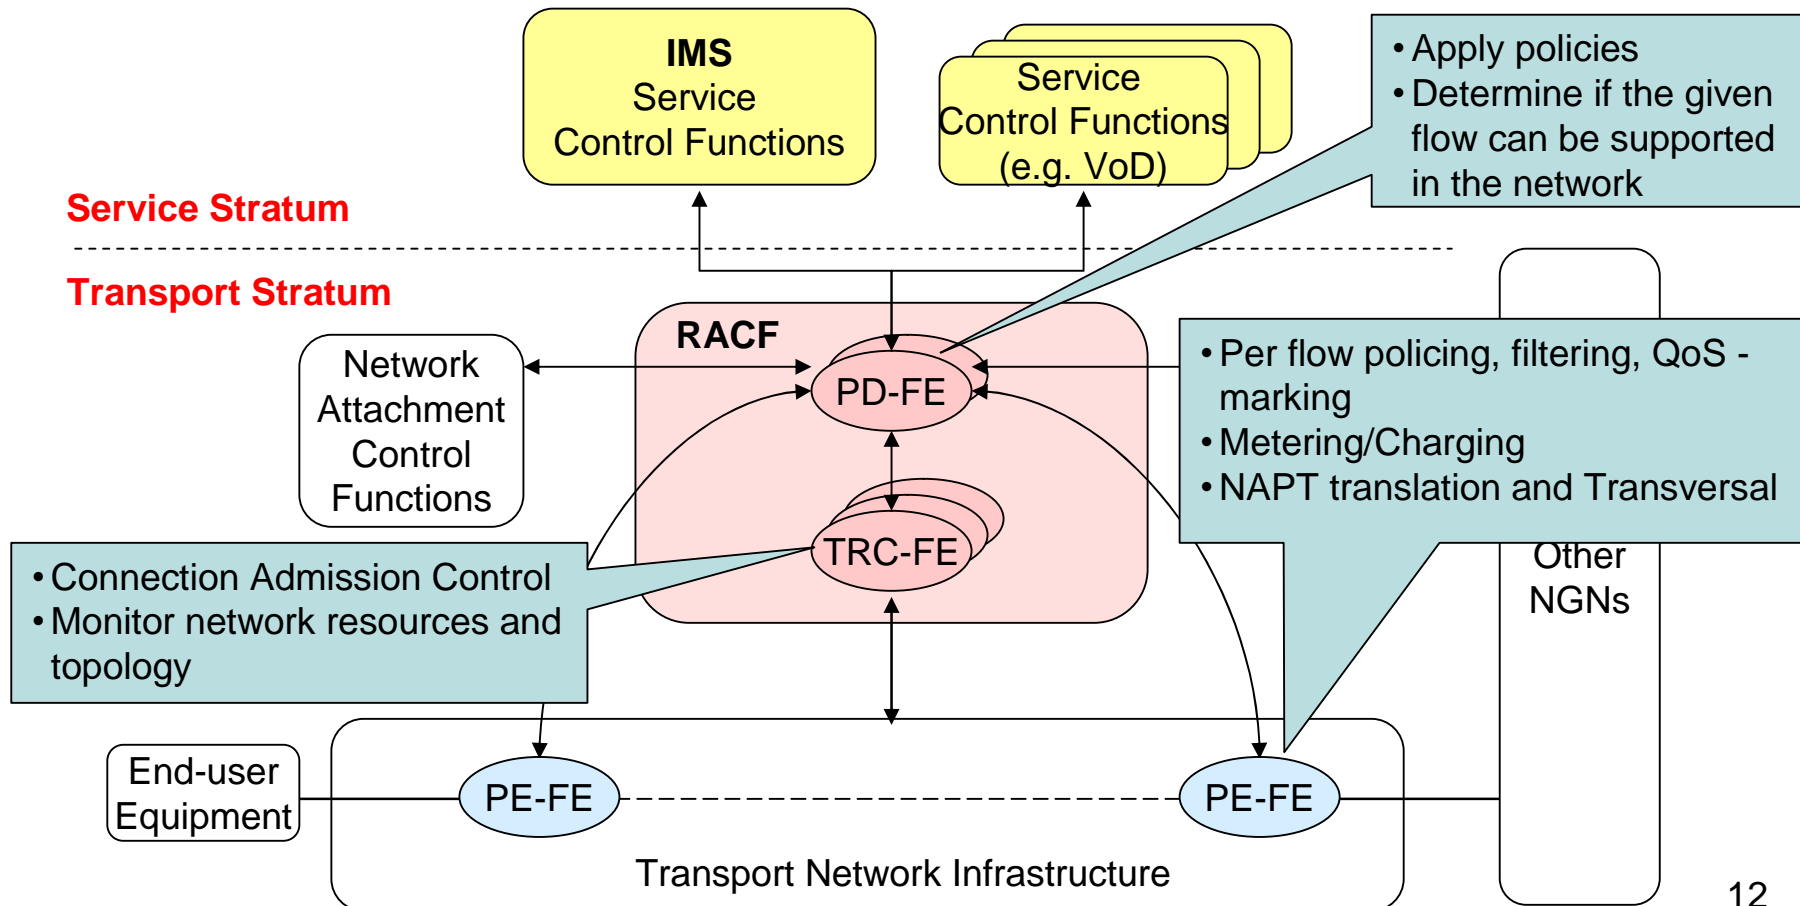 IMS
Service
Control Functions
Service
Control Functions
(e.g. VoD)
• Apply policies
• Determine if the given
flow can be supported
in the network
Service Stratum
Transport Stratum
RACF
Network
Attachment
Control
Functions
PD-FE
• Per flow policing, filtering, QoS -
marking
• Metering/Charging
• NAPT translation and Transversal
TRC-FE
Other
NGNs
• Connection Admission Control
• Monitor network resources and
topology
End-user
Equipment
PE-FE
PE-FE
Transport Network Infrastructure
12